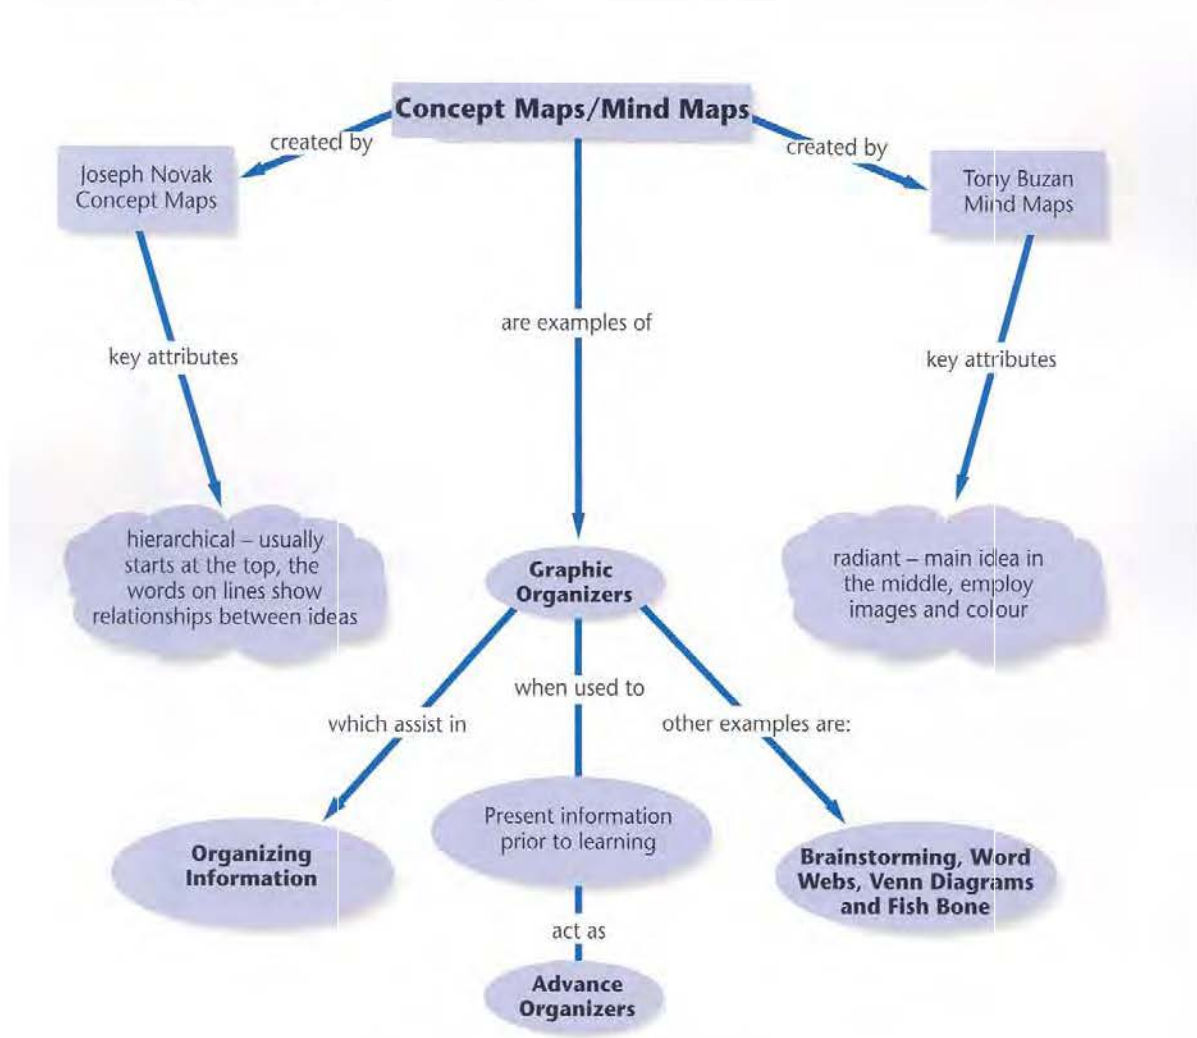 Concept Maps/Mind Maps
created by
created by
Joseph Novak
Concept Maps
Tony Buzan
Mind Maps
are examples of
key attributes
key attributes
hierarchical – usually
starts at the top, the
words on lines show
relationships between ideas
Graphic
Organizers
radiant – main idea in
the middle, employ
images and colour
which assist in
when used to
other examples are:
Organizing
Information
Present information
prior to learning
Brainstorming, Word
Webs, Venn Diagrams
and Fish Bone
act as
Advance
Organizers